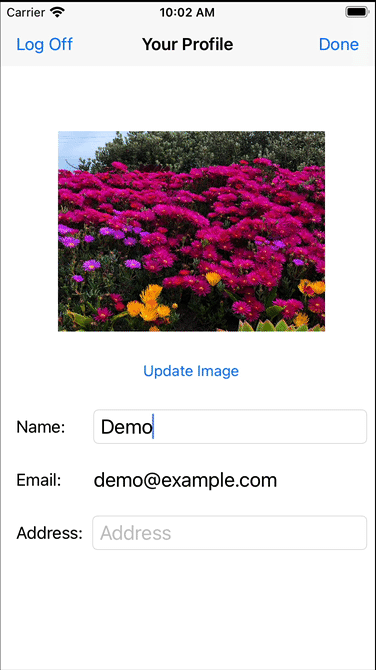 Carrier 10:02 AM
Log Off Your Profile Done
Update Image
Name: Demo
Email: demo@example.com
Address: Address